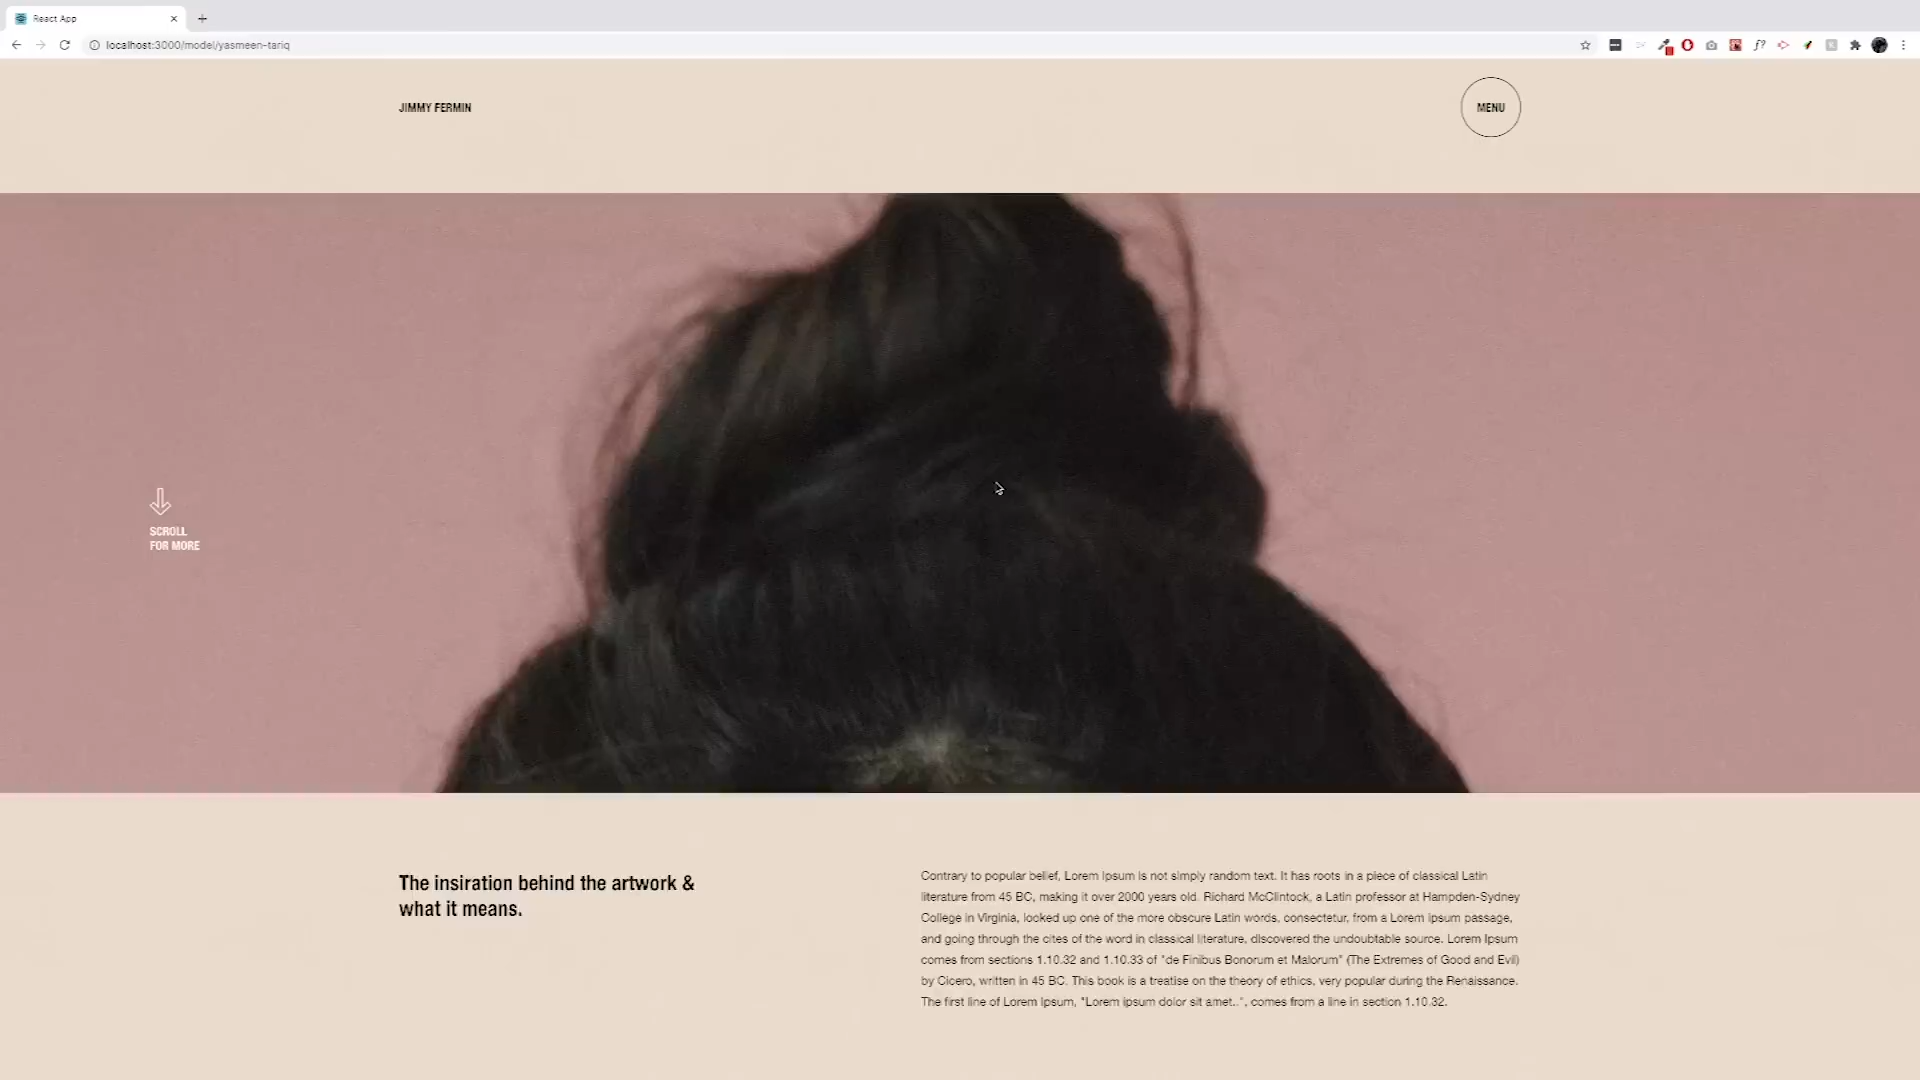 React App
localhost:3000/model/yasmeen-tariq
f?
JIMMY FERMIN
MENU
SCROLL
FOR MORE
The insiration behind the artwork &
what it means.
Contrary to popular belief, Lorem Ipsum is not simply random text. It has roots in a piece of classical Latin
literature from 45 BC, making it over 2000 years old. Richard McClintock, a Latin professor at Hampden-Sydney
College in Virginia, looked up one of the more obscure Latin words, consectetur, from a Lorem Ipsum passage,
and going through the cites of the word in classical literature, discovered the undoubtable source. Lorem Ipsum
comes from sections 1.10.32 and 1.10.33 of "de Finibus Bonorum et Malorum" (The Extremes of Good and Evil)
by Cicero, written in 45 BC. This book is a treatise on the theory of ethics, very popular during the Renaissance.
The first line of Lorem Ipsum, "Lorem ipsum dolor sit amet..", comes from a line in section 1.10.32.